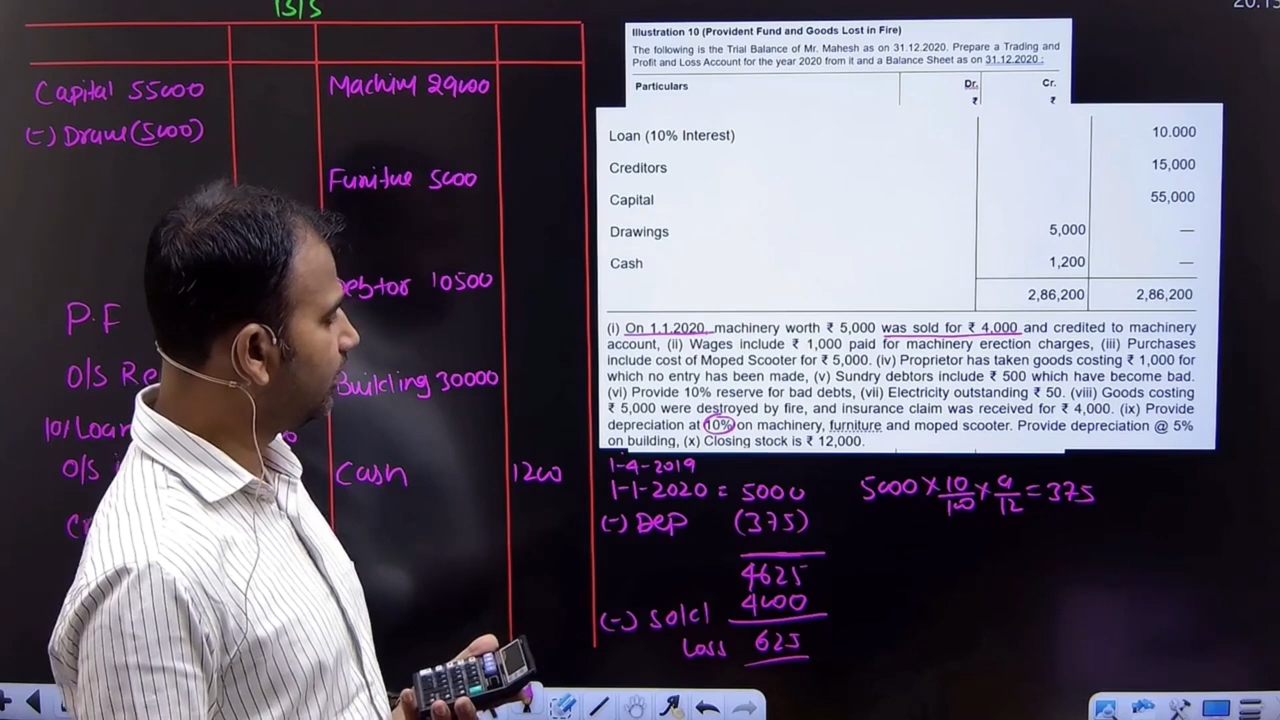 B/S
20:15
Capital 55000
(-) Draw (5000)
Machine 29000
Furnitue 5000
Debtor 10500
P.F
O/S Re
Building 30000
10/ Loan
O/S
Cash 1200
Illustration 10 (Provident Fund and Goods Lost in Fire)
The following is the Trial Balance of Mr. Mahesh as on 31.12.2020. Prepare a Trading and
Profit and Loss Account for the year 2020 from it and a Balance Sheet as on 31.12.2020 :
Particulars Dr. Cr.
₹ ₹
Loan (10% Interest) 10.000
Creditors 15,000
Capital 55,000
Drawings 5,000 —
Cash 1,200 —
2,86,200 2,86,200
(i) On 1.1.2020, machinery worth ₹ 5,000 was sold for ₹ 4,000 and credited to machinery
account, (ii) Wages include ₹ 1,000 paid for machinery erection charges, (iii) Purchases
include cost of Moped Scooter for ₹ 5,000. (iv) Proprietor has taken goods costing ₹ 1,000 for
which no entry has been made, (v) Sundry debtors include ₹ 500 which have become bad.
(vi) Provide 10% reserve for bad debts, (vii) Electricity outstanding ₹ 50. (viii) Goods costing
₹ 5,000 were destroyed by fire, and insurance claim was received for ₹ 4,000. (ix) Provide
depreciation at 10% on machinery, furniture and moped scooter. Provide depreciation @ 5%
on building, (x) Closing stock is ₹ 12,000.
1-4-2019
1-1-2020 = 5000
(-) Dep (375)
4625
(-) Sold 4000
Loss 625
5000 × 10/100 × 9/12 = 375